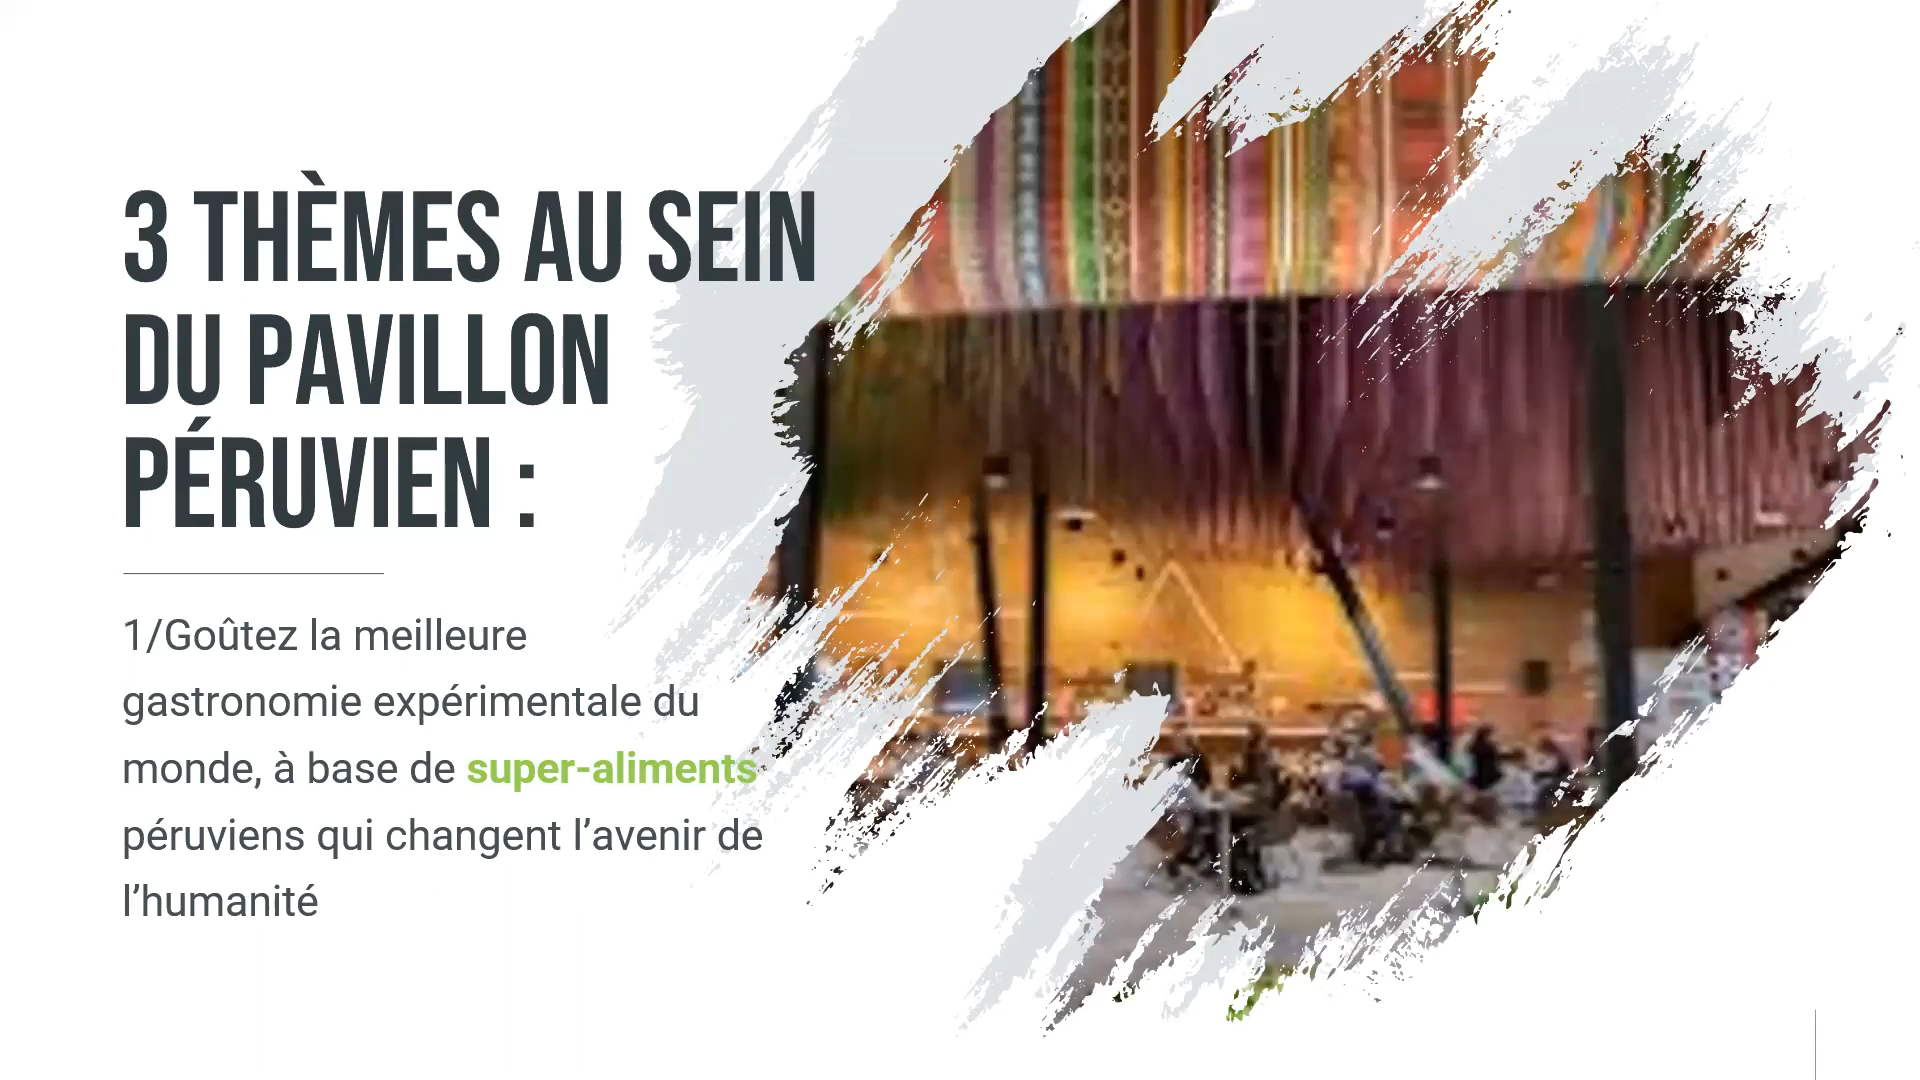 3 THÈMES AU SEIN
DU PAVILLON
PÉRUVIEN :
1/Goûtez la meilleure
gastronomie expérimentale du
monde, à base de super-aliments
péruviens qui changent l’avenir de
l’humanité